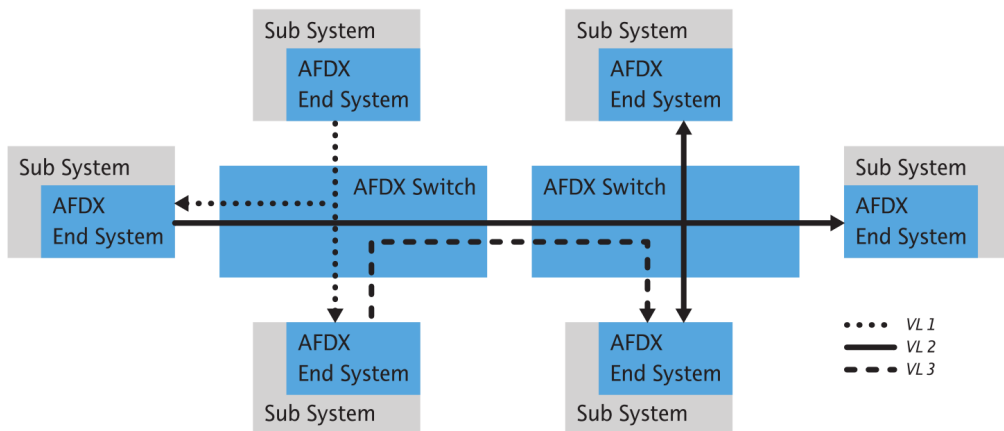 Sub System
AFDX
End System
Sub System
AFDX
End System
Sub System
AFDX
End System
AFDX Switch
AFDX Switch
Sub System
AFDX
End System
AFDX
End System
Sub System
AFDX
End System
Sub System
VL 1
VL 2
VL 3